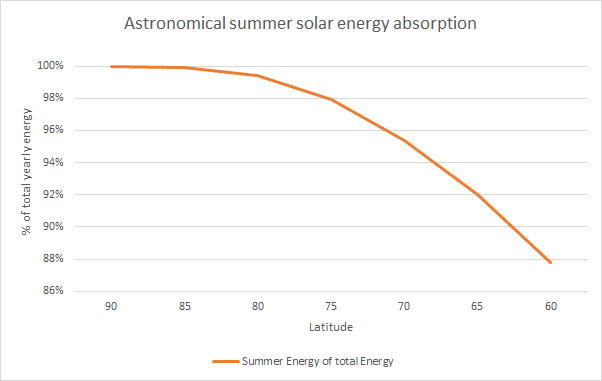 Astronomical summer solar energy absorption
100%
98%
96%
94%
92%
90%
88%
86%
% of total yearly energy
90 85 80 75 70 65 60
Latitude
Summer Energy of total Energy